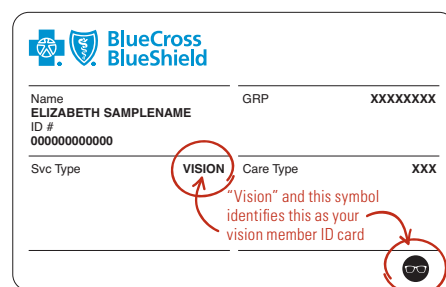 BlueCross
BlueShield
Name
ELIZABETH SAMPLENAME
ID #
000000000000
GRP XXXXXXXX
Svc Type VISION
Care Type XXX
"Vision" and this symbol
identifies this as your
vision member ID card